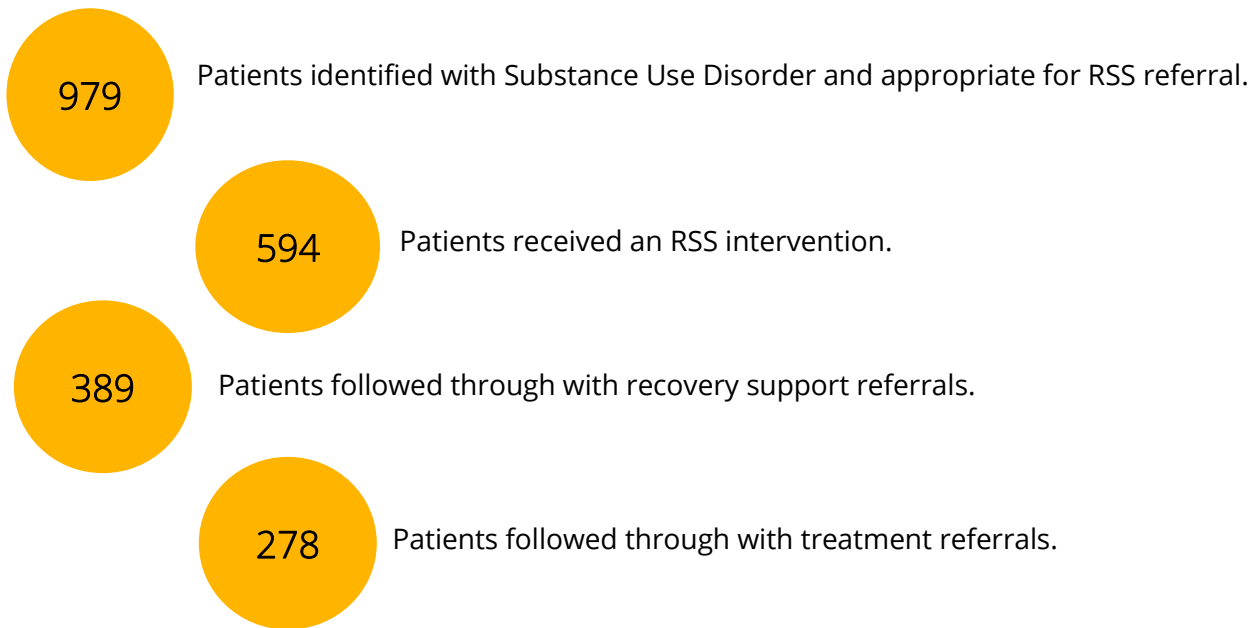 979
Patients identified with Substance Use Disorder and appropriate for RSS referral.
594
Patients received an RSS intervention.
389
Patients followed through with recovery support referrals.
278
Patients followed through with treatment referrals.